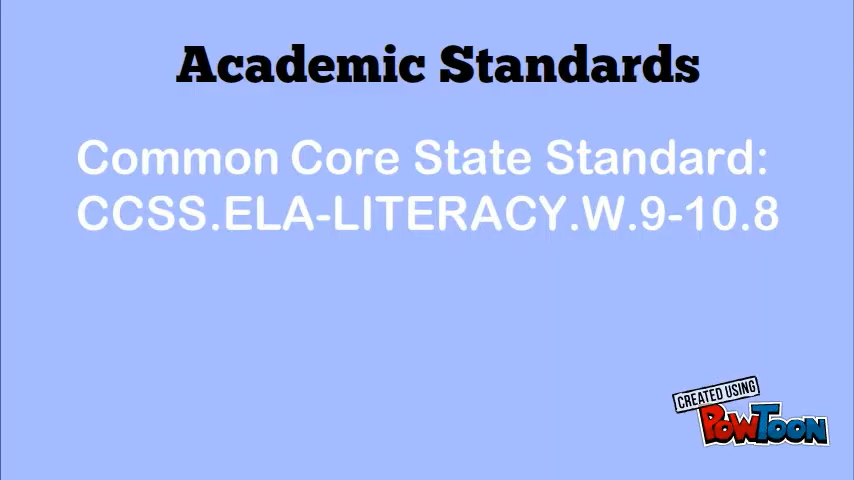 Academic Standards
Common Core State Standard:
CCSS.ELA-LITERACY.W.9-10.8
CREATED USING
POWTOON